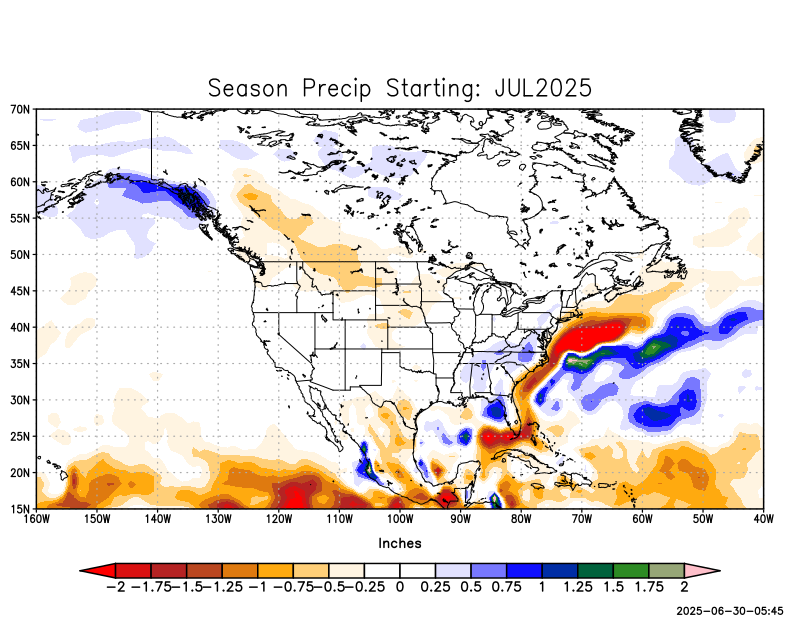 Season Precip Starting: JUL2025
70N
65N
60N
55N
50N
45N
40N
35N
30N
25N
20N
15N
160W 150W 140W 130W 120W 110W 100W 90W 80W 70W 60W 50W 40W
Inches
−2 −1.75 −1.5 −1.25 −1 −0.75 −0.5 −0.25 0 0.25 0.5 0.75 1 1.25 1.5 1.75 2
2025−06−30−05:45